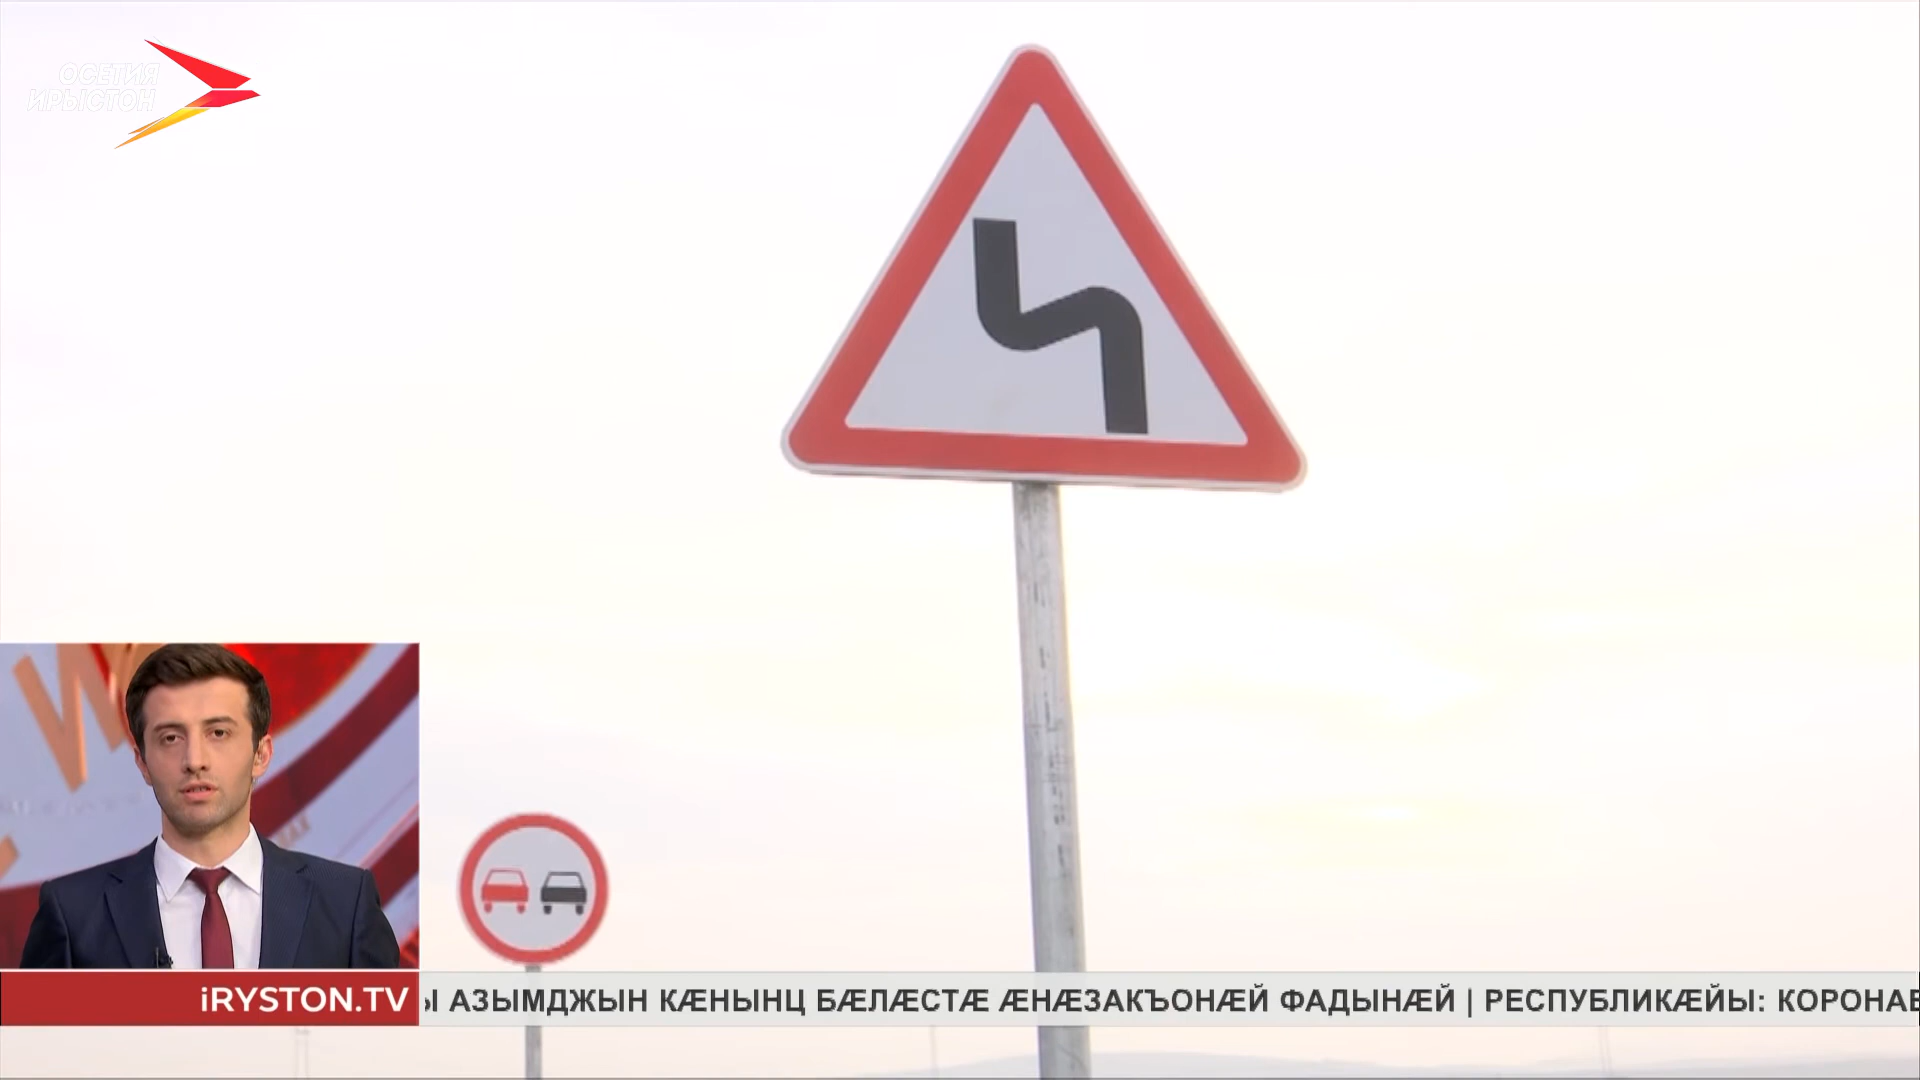 ОСЕТИЯ
ИРЫСТОН
iRYSTON.TV
Ы АЗЫМДЖЫН КÆНЫНЦ БÆЛÆСТÆ ÆНÆЗАКЪОНÆЙ ФАДЫНÆЙ | РЕСПУБЛИКÆЙЫ: КОРОНАВ